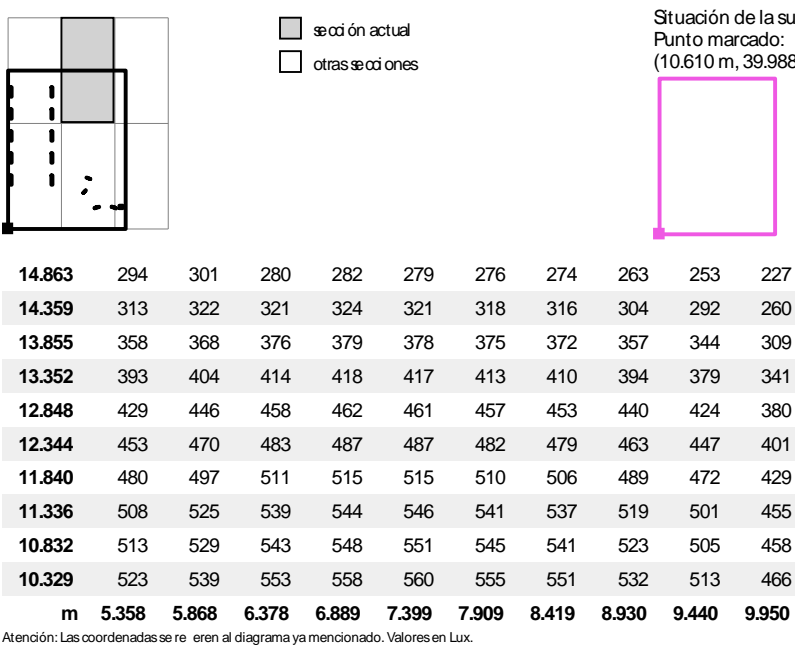 sección actual
otras secciones
Situación de la su
Punto marcado:
(10.610 m, 39.988
14.863 294 301 280 282 279 276 274 263 253 227
14.359 313 322 321 324 321 318 316 304 292 260
13.855 358 368 376 379 378 375 372 357 344 309
13.352 393 404 414 418 417 413 410 394 379 341
12.848 429 446 458 462 461 457 453 440 424 380
12.344 453 470 483 487 487 482 479 463 447 401
11.840 480 497 511 515 515 510 506 489 472 429
11.336 508 525 539 544 546 541 537 519 501 455
10.832 513 529 543 548 551 545 541 523 505 458
10.329 523 539 553 558 560 555 551 532 513 466
m 5.358 5.868 6.378 6.889 7.399 7.909 8.419 8.930 9.440 9.950
Atención: Las coordenadas se re eren al diagrama ya mencionado. Valores en Lux.